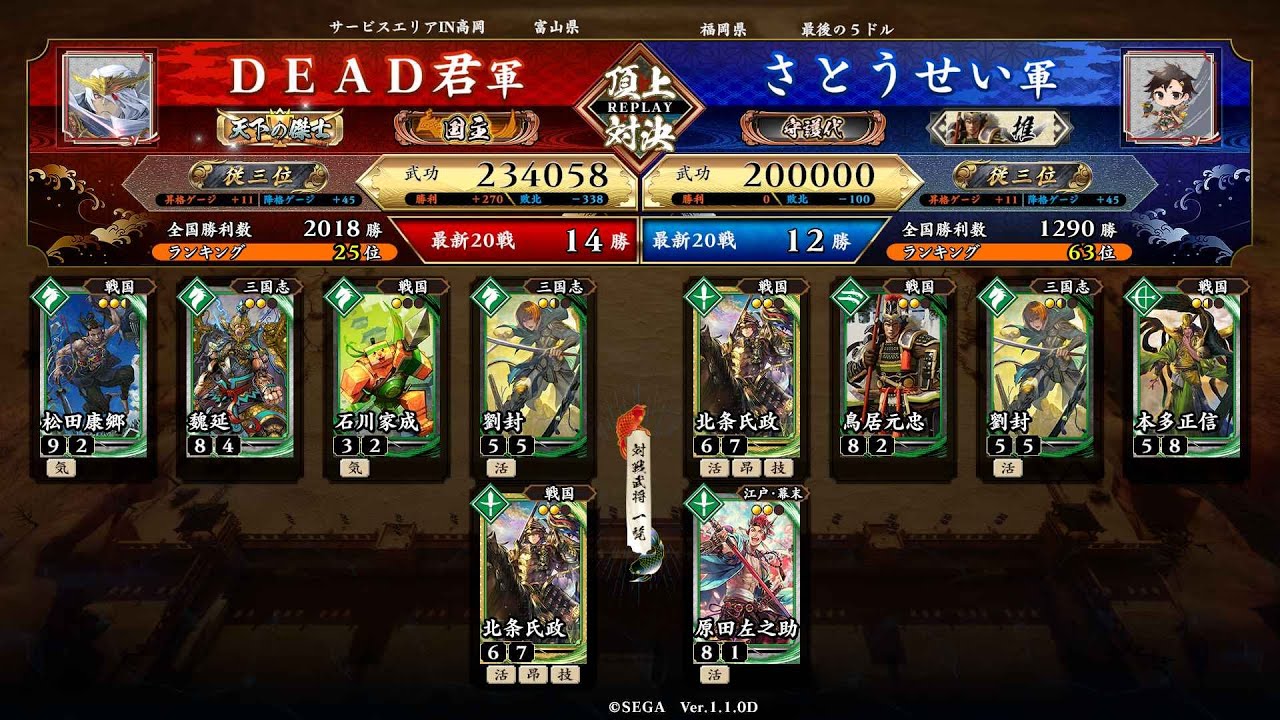 サービスエリアIN高岡 富山県 福岡県 最後の5ドル
DEAD君軍 頂上 REPLAY 対決 さとうせい軍
天下の傑士 国主 守護代 推
従三位 武功 234058 武功 200000 従三位
昇格ゲージ +11 降格ゲージ +45 勝利 +270 敗北 -338 勝利 0 敗北 -100 昇格ゲージ +11 降格ゲージ +45
全国勝利数 2018勝 最新20戦 14勝 最新20戦 12勝 全国勝利数 1290勝
ランキング 25位 ランキング 63位
戦国 三国志 戦国 三国志 戦国 戦国 三国志 戦国
松田康郷 魏延 石川家成 劉封 北条氏政 鳥居元忠 劉封 本多正信
9 2 8 4 3 2 5 5 6 7 8 2 5 5 5 8
気 気 活 活 昂 技 活
対戦武将一覧
戦国 江戸・幕末
北条氏政 原田左之助
6 7 8 1
活 昂 技 活
©SEGA Ver.1.1.0D